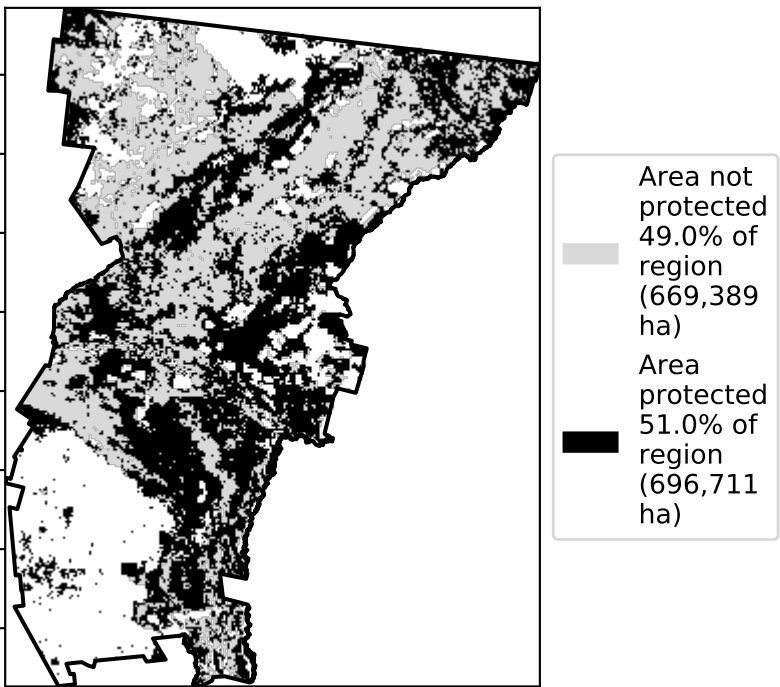 Area not
protected
49.0% of
region
(669,389
ha)
Area
protected
51.0% of
region
(696,711
ha)